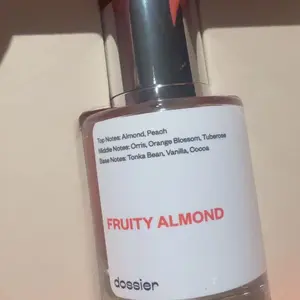 Top Notes: Almond, Peach
Middle Notes: Orris, Orange Blossom, Tuberose
Base Notes: Tonka Bean, Vanilla, Cocoa
FRUITY ALMOND
dossier